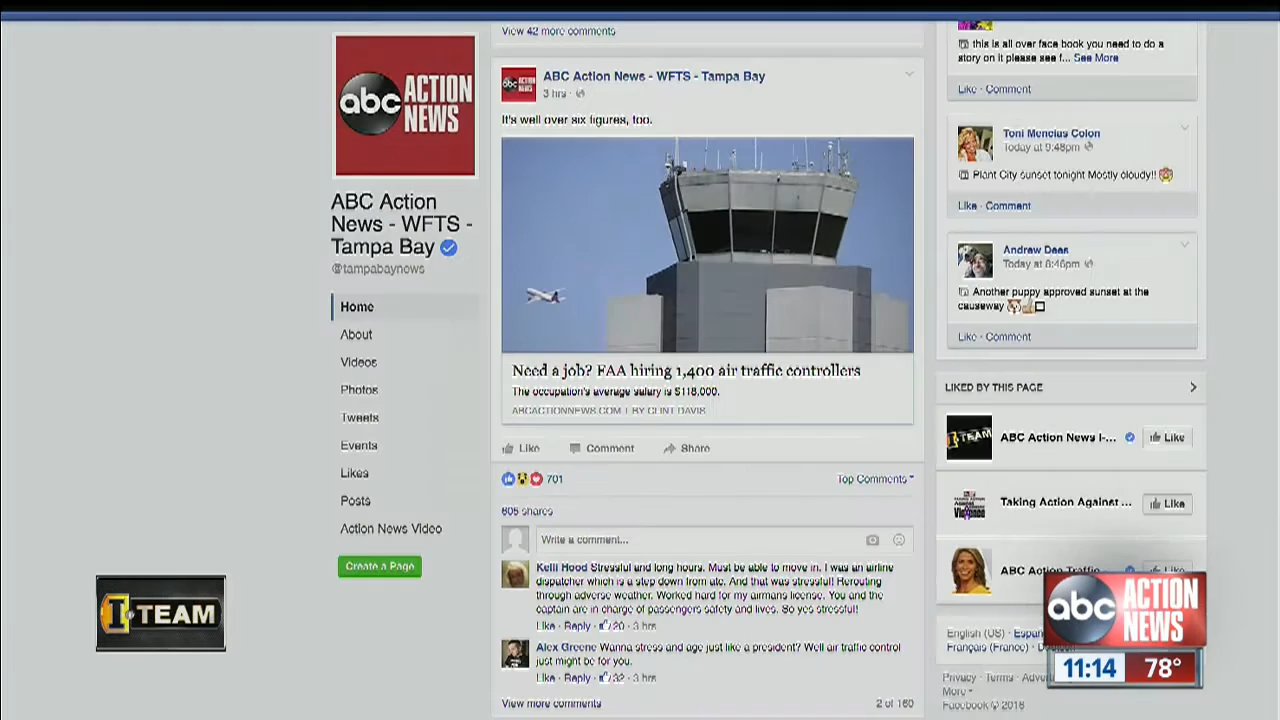 abc ACTION NEWS
ABC Action
News - WFTS -
Tampa Bay
@tampabaynews
Home
About
Videos
Photos
Tweets
Events
Likes
Posts
Action News Video
Create a Page
I-TEAM
View 42 more comments
abc ACTION NEWS
ABC Action News - WFTS - Tampa Bay
3 hrs ·
It's well over six figures, too.
Need a job? FAA hiring 1,400 air traffic controllers
The occupation's average salary is $118,000.
ABCACTIONNEWS.COM | BY CLINT DAVIS
Like Comment Share
701 Top Comments
605 shares
Write a comment...
Kelli Hood Stressful and long hours. Must be able to move in. I was an airline
dispatcher which is a step down from atc. And that was stressful! Rerouting
through adverse weather. Worked hard for my airmans license. You and the
captain are in charge of passengers safety and lives. So yes stressful!
Like · Reply · 20 · 3 hrs
Alex Greene Wanna stress and age just like a president? Well air traffic control
just might be for you.
Like · Reply · 32 · 3 hrs
View more comments 2 of 160
this is all over face book you need to do a
story on it please see f... See More
Like · Comment
Toni Mencius Colon
Today at 9:48pm
Plant City sunset tonight Mostly cloudy!!
Like · Comment
Andrew Dees
Today at 8:46pm
Another puppy approved sunset at the
causeway
Like · Comment
LIKED BY THIS PAGE
I-TEAM
ABC Action News I-... Like
Taking Action Against ... Like
ABC Action Traffic Like
English (US) · Españ
Français (France) ·
Privacy · Terms · Adver
More
Facebook © 2016
abc ACTION NEWS
11:14 78°